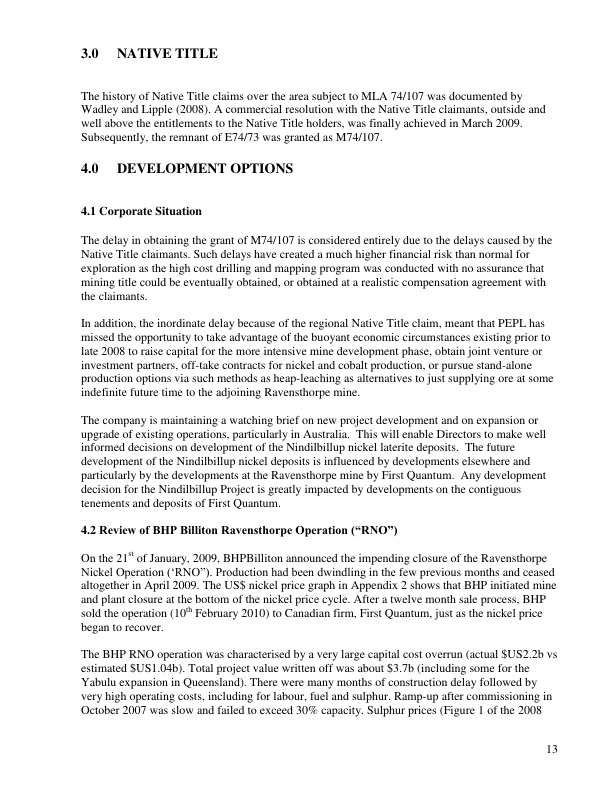 3.0 NATIVE TITLE
The history of Native Title claims over the area subject to MLA 74/107 was documented by
Wadley and Lipple (2008). A commercial resolution with the Native Title claimants, outside and
well above the entitlements to the Native Title holders, was finally achieved in March 2009.
Subsequently, the remnant of E74/73 was granted as M74/107.
4.0 DEVELOPMENT OPTIONS
4.1 Corporate Situation
The delay in obtaining the grant of M74/107 is considered entirely due to the delays caused by the
Native Title claimants. Such delays have created a much higher financial risk than normal for
exploration as the high cost drilling and mapping program was conducted with no assurance that
mining title could be eventually obtained, or obtained at a realistic compensation agreement with
the claimants.
In addition, the inordinate delay because of the regional Native Title claim, meant that PEPL has
missed the opportunity to take advantage of the buoyant economic circumstances existing prior to
late 2008 to raise capital for the more intensive mine development phase, obtain joint venture or
investment partners, off-take contracts for nickel and cobalt production, or pursue stand-alone
production options via such methods as heap-leaching as alternatives to just supplying ore at some
indefinite future time to the adjoining Ravensthorpe mine.
The company is maintaining a watching brief on new project development and on expansion or
upgrade of existing operations, particularly in Australia. This will enable Directors to make well
informed decisions on development of the Nindilbillup nickel laterite deposits. The future
development of the Nindilbillup nickel deposits is influenced by developments elsewhere and
particularly by the developments at the Ravensthorpe mine by First Quantum. Any development
decision for the Nindilbillup Project is greatly impacted by developments on the contiguous
tenements and deposits of First Quantum.
4.2 Review of BHP Billiton Ravensthorpe Operation (“RNO”)
On the 21st of January, 2009, BHPBilliton announced the impending closure of the Ravensthorpe
Nickel Operation (‘RNO”). Production had been dwindling in the few previous months and ceased
altogether in April 2009. The US$ nickel price graph in Appendix 2 shows that BHP initiated mine
and plant closure at the bottom of the nickel price cycle. After a twelve month sale process, BHP
sold the operation (10th February 2010) to Canadian firm, First Quantum, just as the nickel price
began to recover.
The BHP RNO operation was characterised by a very large capital cost overrun (actual $US2.2b vs
estimated $US1.04b). Total project value written off was about $3.7b (including some for the
Yabulu expansion in Queensland). There were many months of construction delay followed by
very high operating costs, including for labour, fuel and sulphur. Ramp-up after commissioning in
October 2007 was slow and failed to exceed 30% capacity. Sulphur prices (Figure 1 of the 2008
13